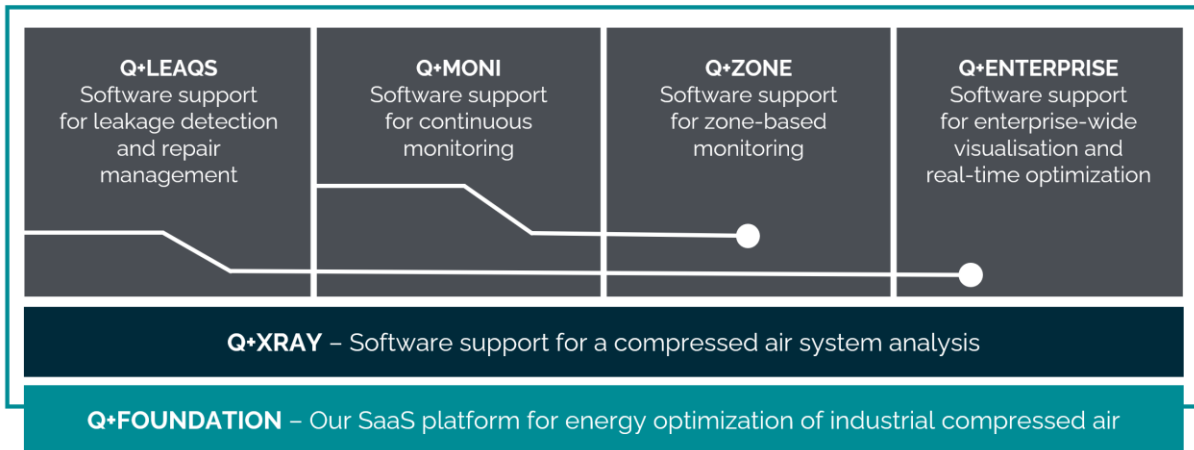 Q+LEAQS
Software support
for leakage detection
and repair
management
Q+MONI
Software support
for continuous
monitoring
Q+ZONE
Software support
for zone-based
monitoring
Q+ENTERPRISE
Software support
for enterprise-wide
visualisation and
real-time optimization
Q+XRAY – Software support for a compressed air system analysis
Q+FOUNDATION – Our SaaS platform for energy optimization of industrial compressed air